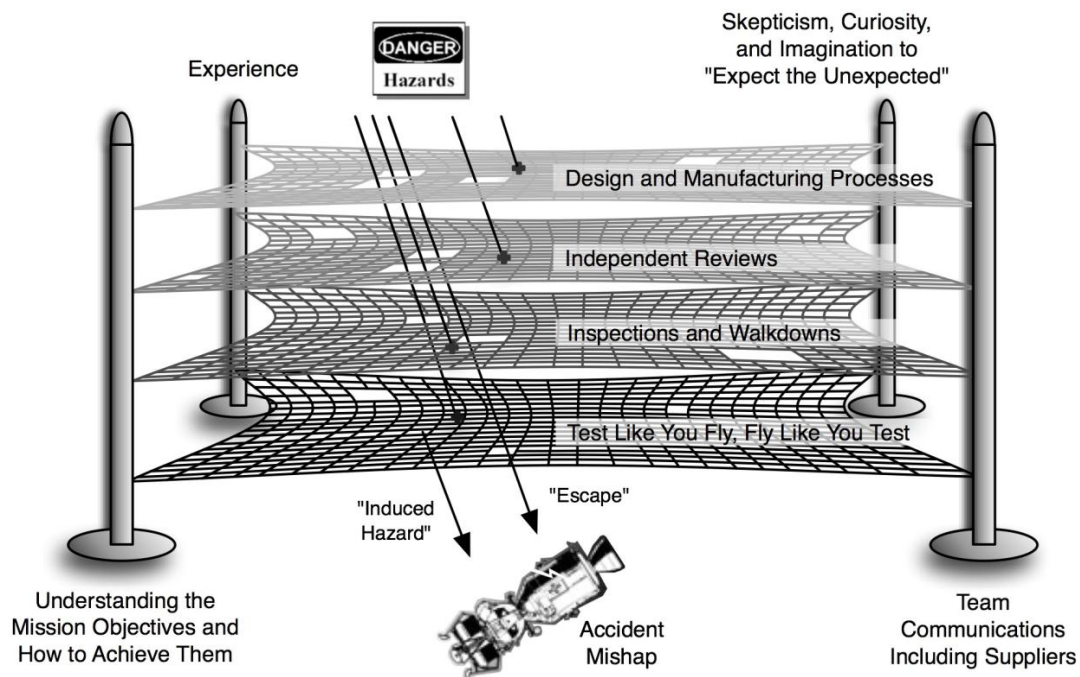 DANGER
Hazards
Experience
Skepticism, Curiosity,
and Imagination to
"Expect the Unexpected"
Design and Manufacturing Processes
Independent Reviews
Inspections and Walkdowns
Test Like You Fly, Fly Like You Test
"Induced
Hazard"
"Escape"
Understanding the
Mission Objectives and
How to Achieve Them
Accident
Mishap
Team
Communications
Including Suppliers